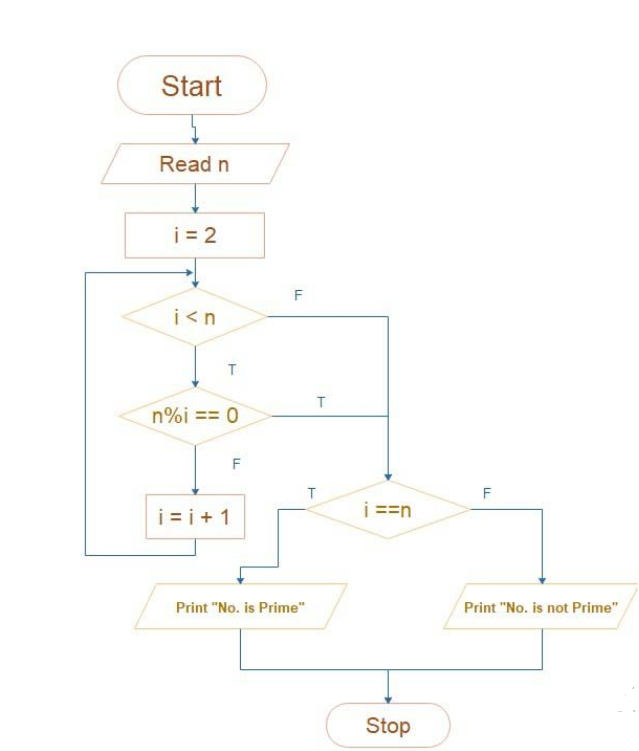 Start
Read n
i = 2
i < n
F
T
n%i == 0
T
F
i = i + 1
T
i ==n
F
Print "No. is Prime"
Print "No. is not Prime"
Stop